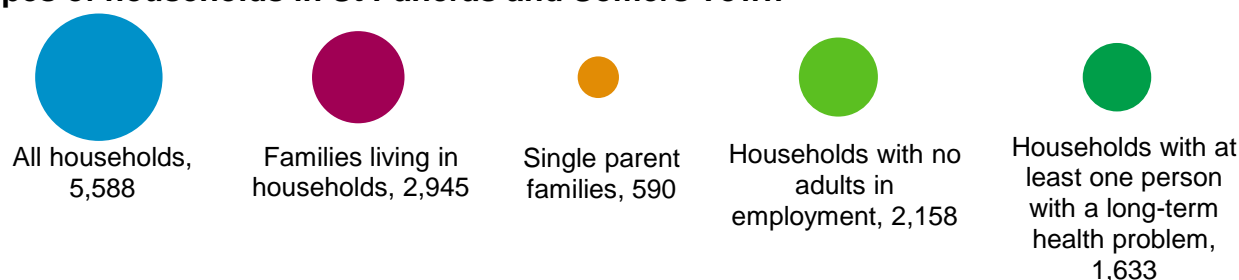 All households,
5,588
Families living in
households, 2,945
Single parent
families, 590
Households with no
adults in
employment, 2,158
Households with at
least one person
with a long-term
health problem,
1,633